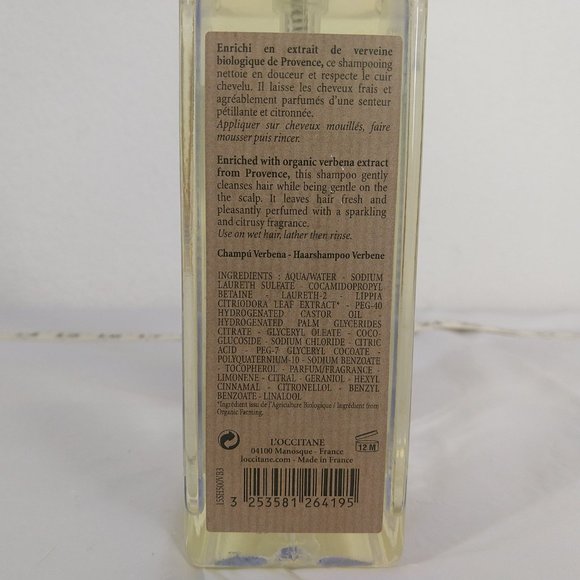 Enrichi en extrait de verveine
biologique de Provence, ce shampooing
nettoie en douceur et respecte le cuir
chevelu. Il laisse les cheveux frais et
agréablement parfumés d'une senteur
pétillante et citronnée.
Appliquer sur cheveux mouillés, faire
mousser puis rincer.
Enriched with organic verbena extract
from Provence, this shampoo gently
cleanses hair while being gentle on the
the scalp. It leaves hair fresh and
pleasantly perfumed with a sparkling
and citrusy fragrance.
Use on wet hair, lather then rinse.
Champú Verbena - Haarshampoo Verbene
INGREDIENTS : AQUA/WATER - SODIUM
LAURETH SULFATE - COCAMIDOPROPYL
BETAINE - LAURETH-2 - LIPPIA
CITRIODORA LEAF EXTRACT* - PEG-40
HYDROGENATED CASTOR OIL
HYDROGENATED PALM - GLYCERIDES
CITRATE - GLYCERYL OLEATE - COCO-
GLUCOSIDE - SODIUM CHLORIDE - CITRIC
ACID - PEG-7 GLYCERYL COCOATE -
POLYQUATERNIUM-10 - SODIUM BENZOATE
- TOCOPHEROL - PARFUM/FRAGRANCE -
LIMONENE - CITRAL - GERANIOL - HEXYL
CINNAMAL - CITRONELLOL - BENZYL
BENZOATE - LINALOOL
*Ingrédient issu de l'Agriculture Biologique / Ingredient from
Organic Farming.
L'OCCITANE
04100 Manosque - France
loccitane.com - Made in France
12 M
15SH500VB3
3 253581 264195